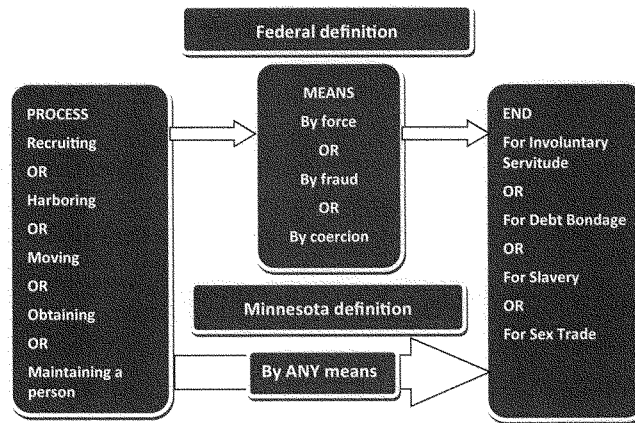 Federal definition
PROCESS
Recruiting
OR
Harboring
OR
Moving
OR
Obtaining
OR
Maintaining a
person
MEANS
By force
OR
By fraud
OR
By coercion
END
For Involuntary
Servitude
OR
For Debt Bondage
OR
For Slavery
OR
For Sex Trade
Minnesota definition
By ANY means